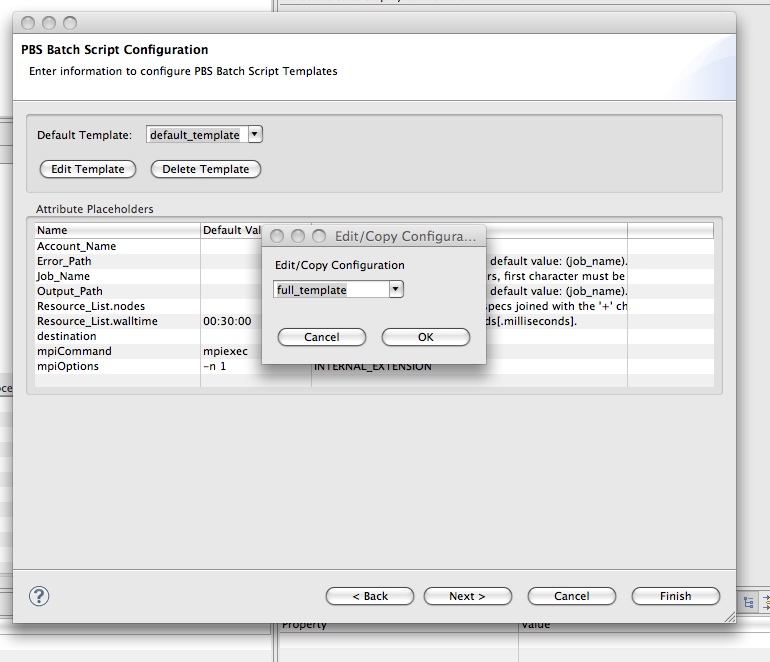 PBS Batch Script Configuration
Enter information to configure PBS Batch Script Templates
Default Template: default_template
Edit Template Delete Template
Attribute Placeholders
Name Default Val
Account_Name
Error_Path default value: (job_name).
Job_Name rs, first character must be
Output_Path default value: (job_name).
Resource_List.nodes specs joined with the '+' ch
Resource_List.walltime 00:30:00 ds[.milliseconds].
destination
mpiCommand mpiexec
mpiOptions -n 1 INTERNAL_EXTENSION
Edit/Copy Configura...
Edit/Copy Configuration
full_template
Cancel OK
? < Back Next > Cancel Finish
Property Value